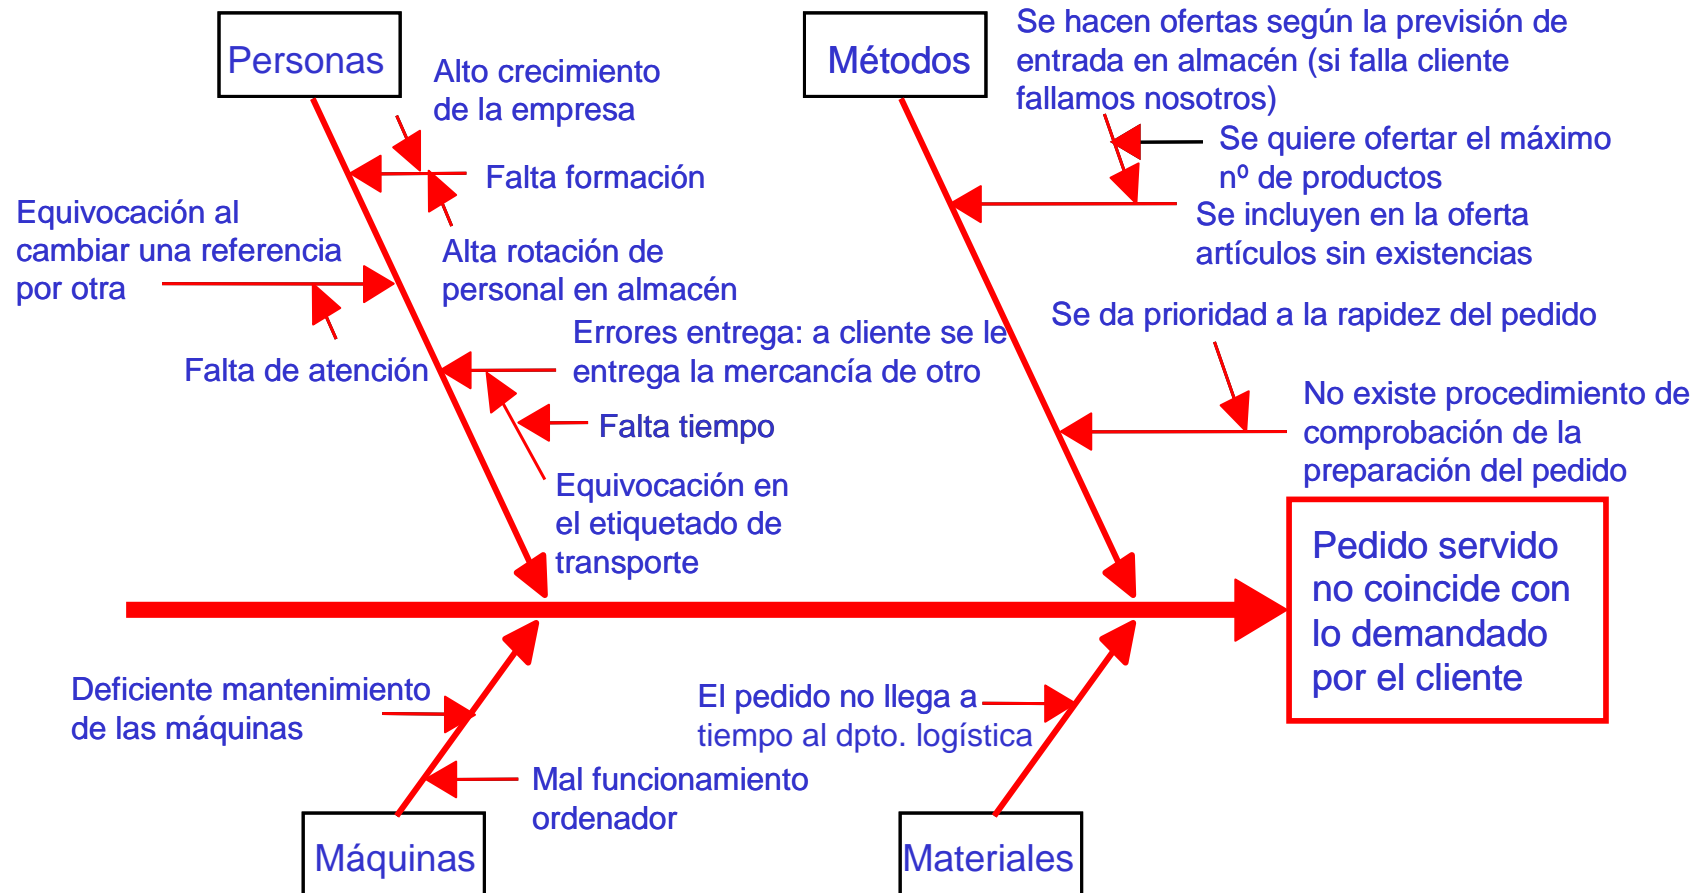 Personas
Alto crecimiento
de la empresa
Falta formación
Alta rotación de
personal en almacén
Equivocación al
cambiar una referencia
por otra
Falta de atención
Errores entrega: a cliente se le
entrega la mercancía de otro
Falta tiempo
Equivocación en
el etiquetado de
transporte
Métodos
Se hacen ofertas según la previsión de
entrada en almacén (si falla cliente
fallamos nosotros)
Se quiere ofertar el máximo
nº de productos
Se incluyen en la oferta
artículos sin existencias
Se da prioridad a la rapidez del pedido
No existe procedimiento de
comprobación de la
preparación del pedido
Pedido servido
no coincide con
lo demandado
por el cliente
Deficiente mantenimiento
de las máquinas
Mal funcionamiento
ordenador
Máquinas
El pedido no llega a
tiempo al dpto. logística
Materiales